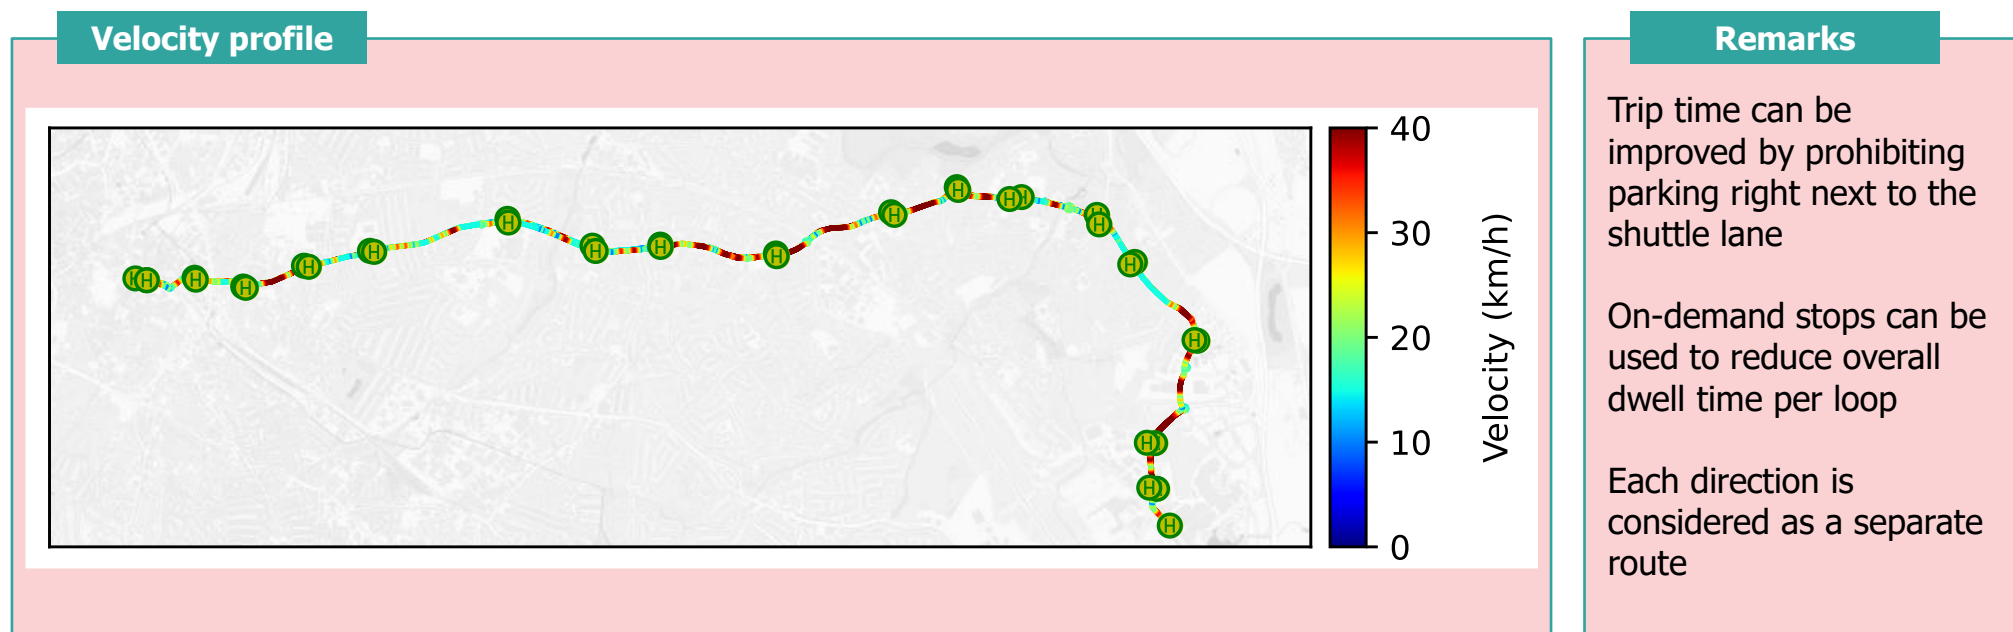 Velocity profile
H H H H H H H H H H H H H H H H H H H H H
40
30
20
10
0
Velocity (km/h)
Remarks
Trip time can be
improved by prohibiting
parking right next to the
shuttle lane
On-demand stops can be
used to reduce overall
dwell time per loop
Each direction is
considered as a separate
route